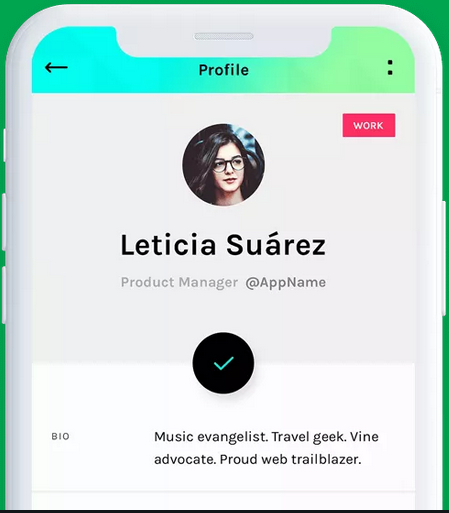 Profile
WORK
Leticia Suárez
Product Manager @AppName
BIO
Music evangelist. Travel geek. Vine
advocate. Proud web trailblazer.